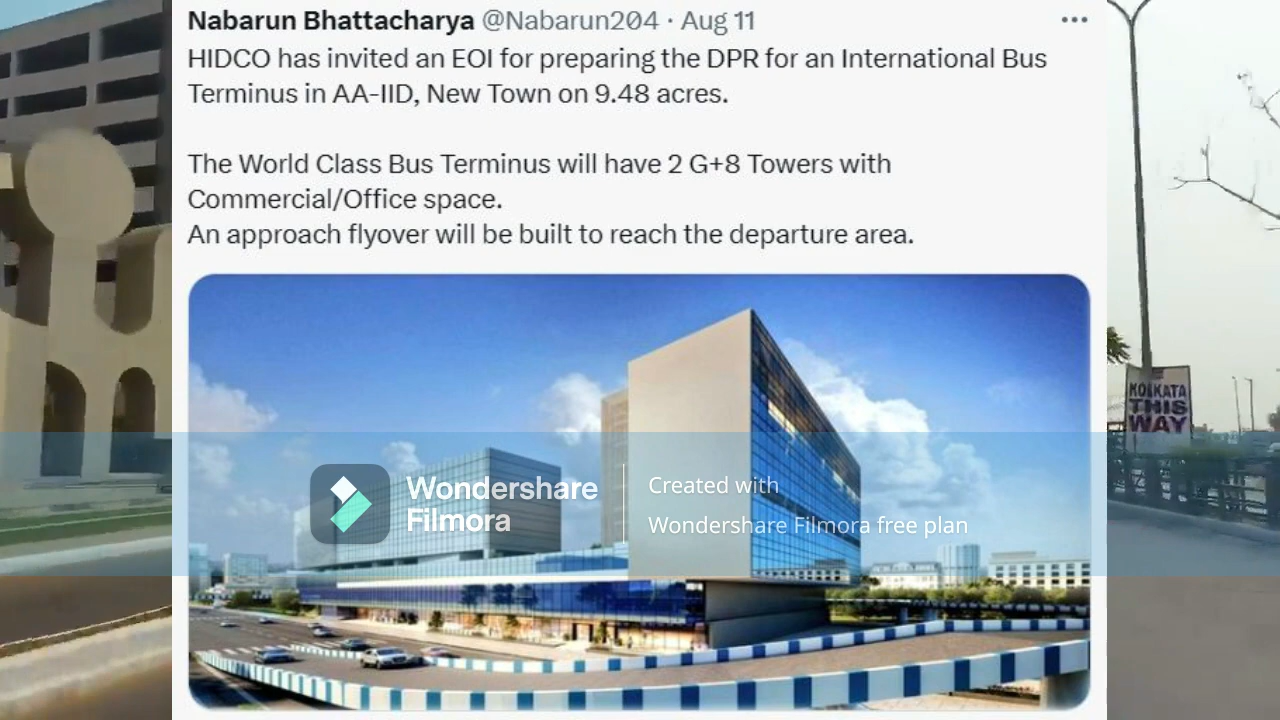 Nabarun Bhattacharya @Nabarun204 · Aug 11
HIDCO has invited an EOI for preparing the DPR for an International Bus
Terminus in AA-IID, New Town on 9.48 acres.
The World Class Bus Terminus will have 2 G+8 Towers with
Commercial/Office space.
An approach flyover will be built to reach the departure area.
KOLKATA
THIS
WAY
Wondershare
Filmora
Created with
Wondershare Filmora free plan